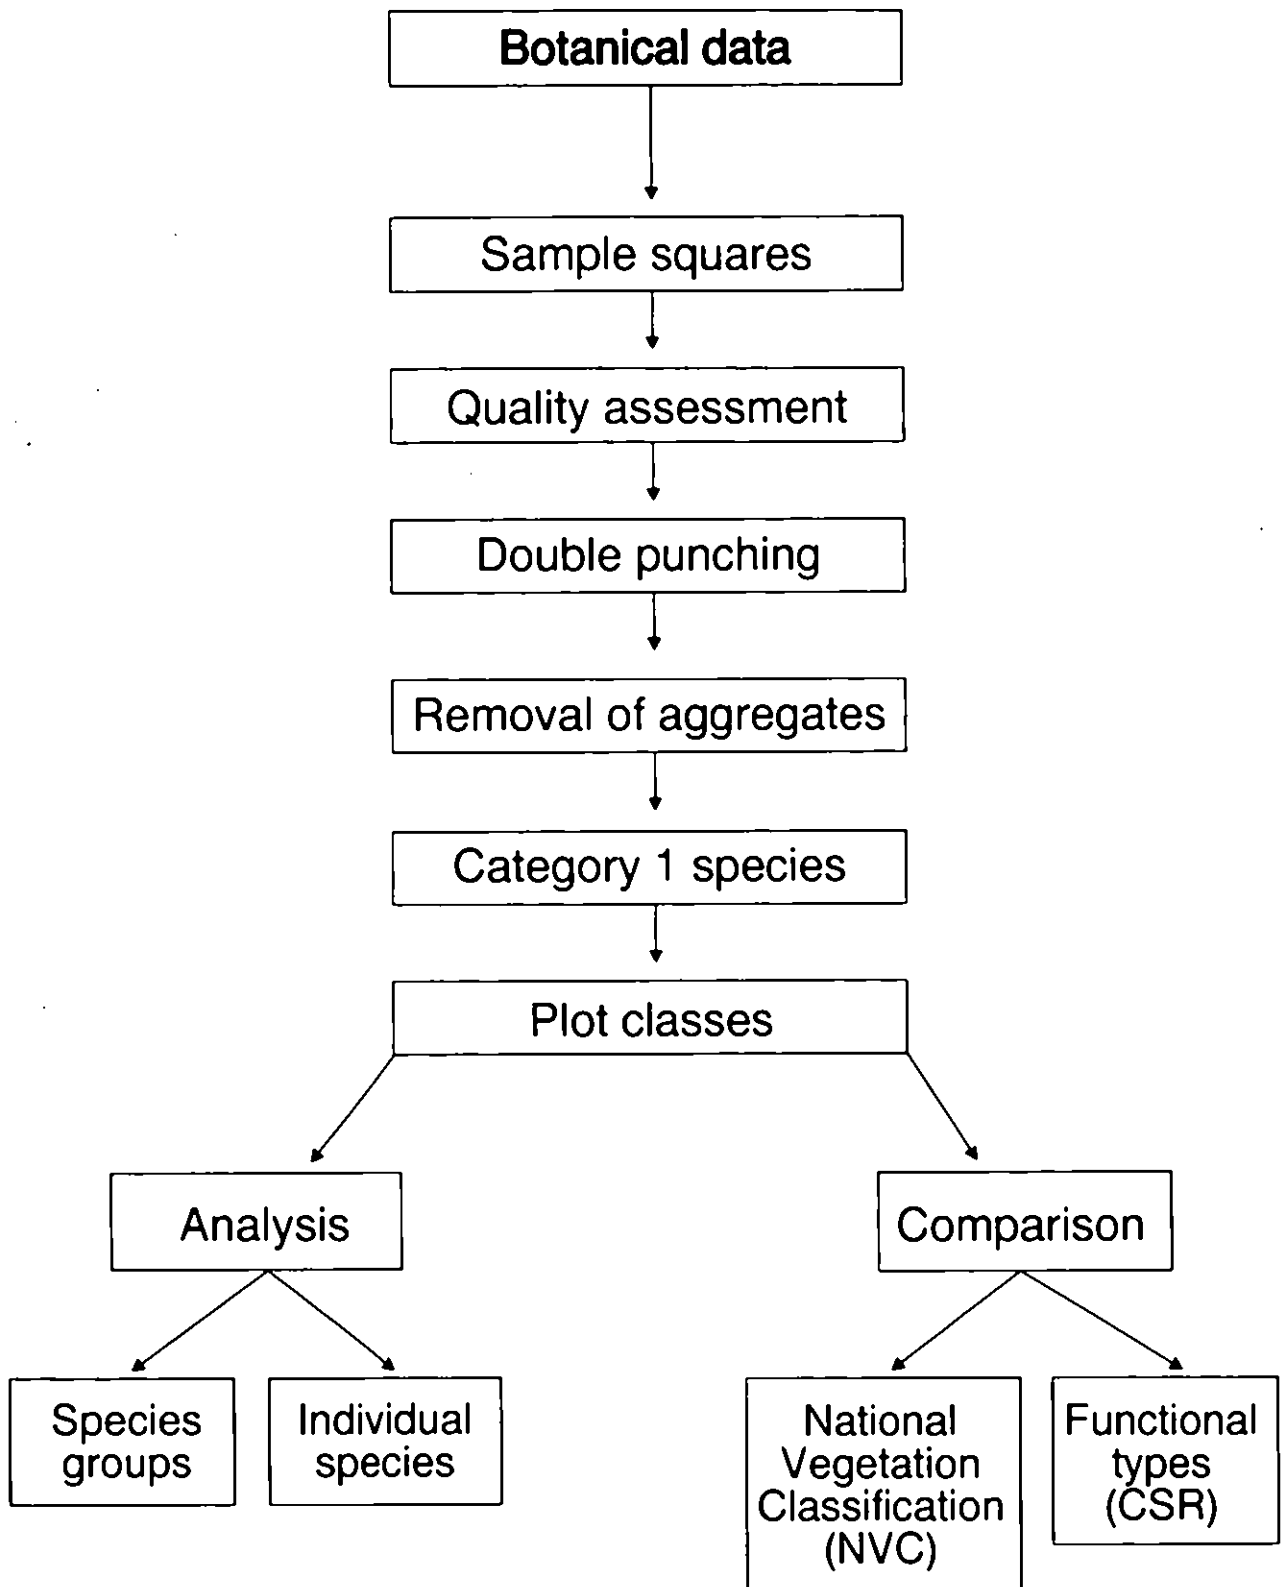 Botanical data
Sample squares
Quality assessment
Double punching
Removal of aggregates
Category 1 species
Plot classes
Analysis
Comparison
Species
groups
Individual
species
National
Vegetation
Classification
(NVC)
Functional
types
(CSR)